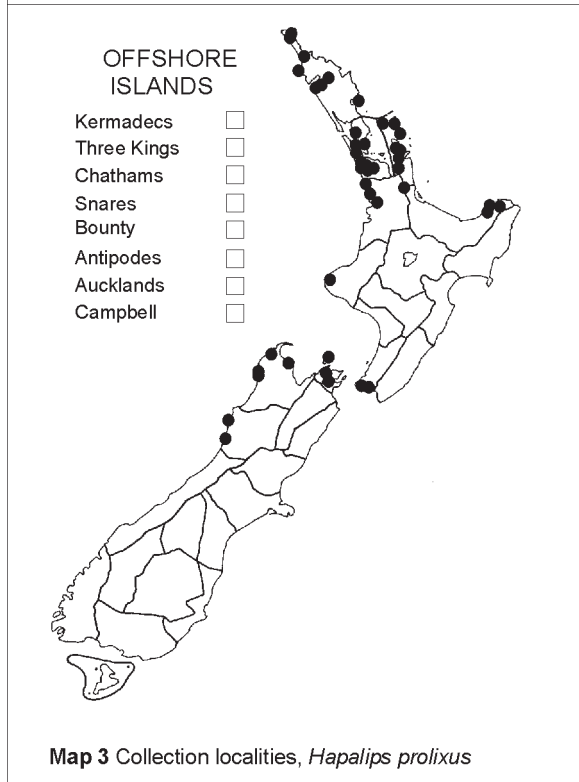 OFFSHORE
ISLANDS
Kermadecs
Three Kings
Chathams
Snares
Bounty
Antipodes
Aucklands
Campbell
Map 3 Collection localities, Hapalips prolixus